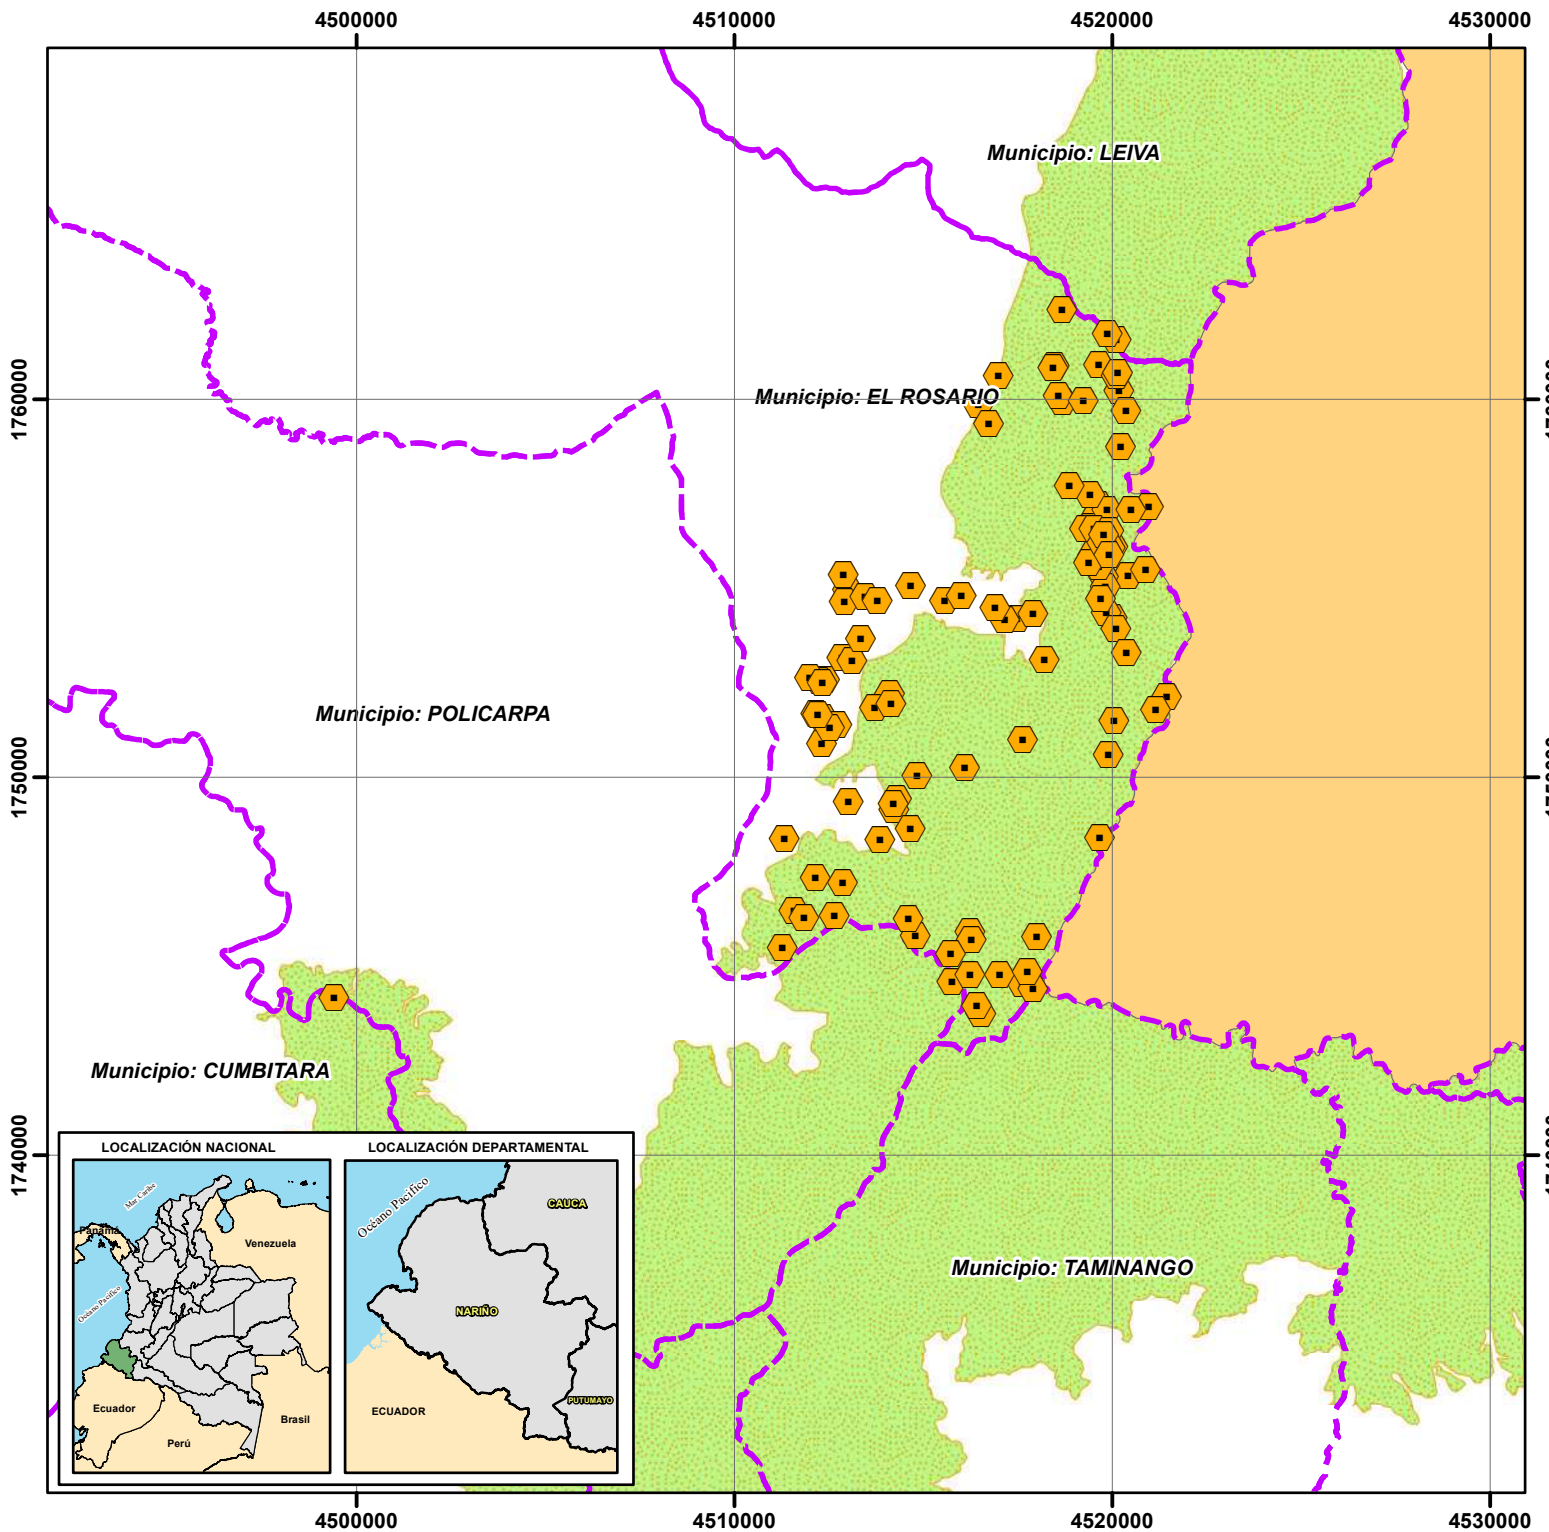 4500000
4510000
4520000
4530000
Municipio: LEIVA
1760000
Municipio: EL ROSARIO
Municipio: POLICARPA
1750000
Municipio: CUMBITARA
1740000
LOCALIZACIÓN NACIONAL
LOCALIZACIÓN DEPARTAMENTAL
Mar Caribe
Panamá
Venezuela
Océano Pacífico
Ecuador
Brasil
Perú
Océano Pacífico
CAUCA
NARIÑO
PUTUMAYO
ECUADOR
Municipio: TAMINANGO
4500000
4510000
4520000
4530000